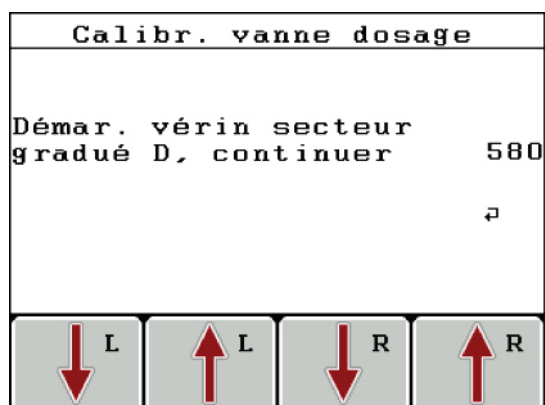 Calibr. vanne dosage
Démar. vérin secteur
gradué D, continuer 580
↵
L L R R